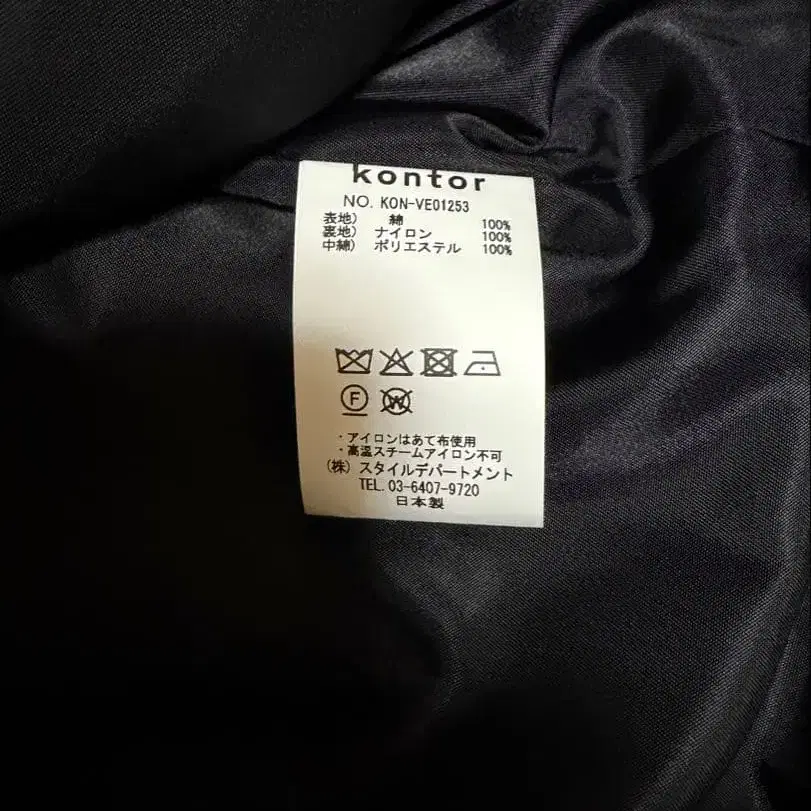 kontor
NO. KON-VE01253
表地) 綿 100%
裏地) ナイロン 100%
中綿) ポリエステル 100%
F
W
・アイロンはあて布使用
・高温スチームアイロン不可
(株) スタイルデパートメント
TEL. 03-6407-9720
日本製